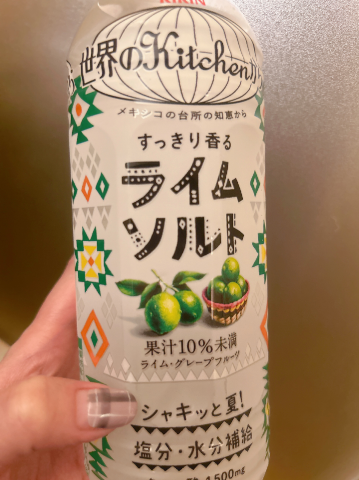 KIRIN
世界のKitchenか
メキシコの台所の知恵から
すっきり香る
ライム
ソルト
果汁10%未満
ライム・グレープフルーツ
シャキッと夏!
塩分・水分補給
1500mg